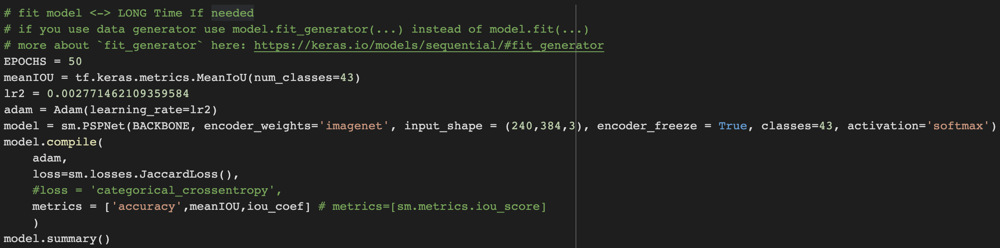 # fit model <-> LONG Time If needed
# if you use data generator use model.fit_generator(...) instead of model.fit(...)
# more about `fit_generator` here: https://keras.io/models/sequential/#fit_generator
EPOCHS = 50
meanIOU = tf.keras.metrics.MeanIoU(num_classes=43)
lr2 = 0.002771462109359584
adam = Adam(learning_rate=lr2)
model = sm.PSPNet(BACKBONE, encoder_weights='imagenet', input_shape = (240,384,3), encoder_freeze = True, classes=43, activation='softmax')
model.compile(
    adam,
    loss=sm.losses.JaccardLoss(),
    #loss = 'categorical_crossentropy',
    metrics = ['accuracy',meanIOU,iou_coef] # metrics=[sm.metrics.iou_score]
    )
model.summary()